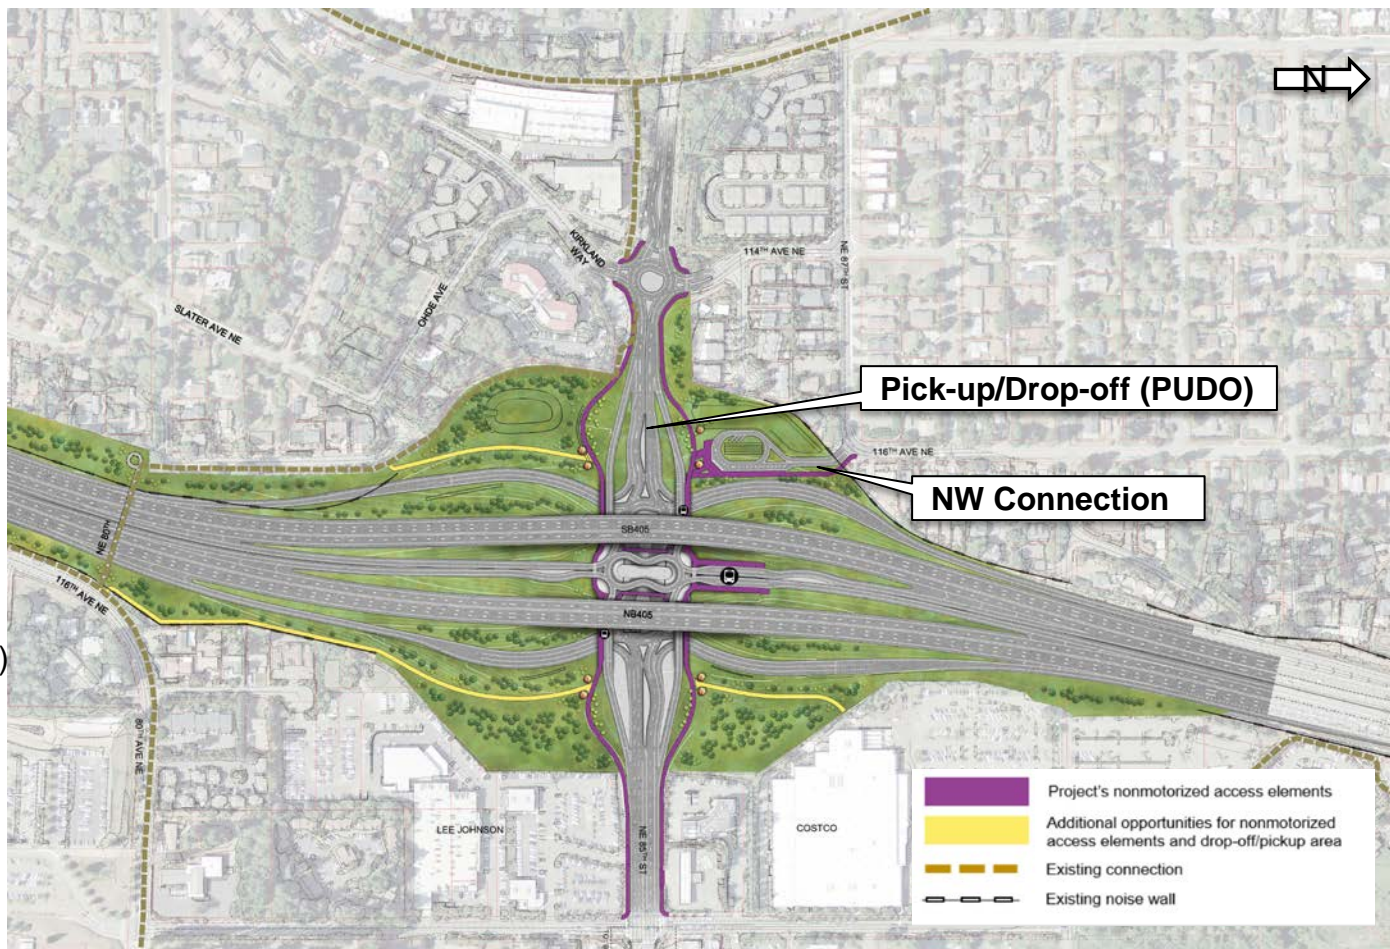 N
KIRKLAND
WAY
114TH AVE NE
NE 87TH ST
OHDE AVE
SLATER AVE NE
Pick-up/Drop-off (PUDO)
116TH AVE NE
NW Connection
SB405
NE 80TH
116TH AVE NE
NB405
)
80TH AVE NE
LEE JOHNSON
NE 85TH ST
COSTCO
Project's nonmotorized access elements
Additional opportunities for nonmotorized
access elements and drop-off/pickup area
Existing connection
Existing noise wall